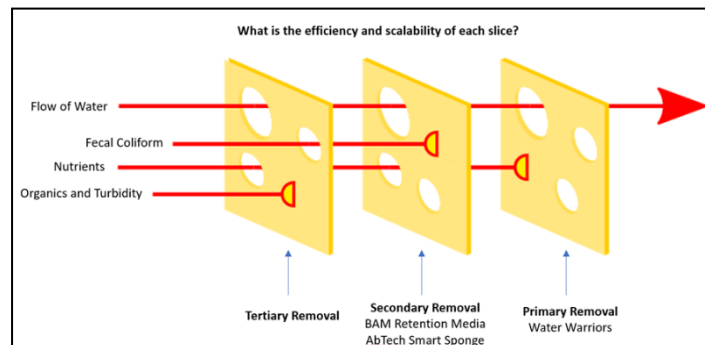 What is the efficiency and scalability of each slice?
Flow of Water
Fecal Coliform
Nutrients
Organics and Turbidity
Tertiary Removal
Secondary Removal
BAM Retention Media
AbTech Smart Sponge
Primary Removal
Water Warriors